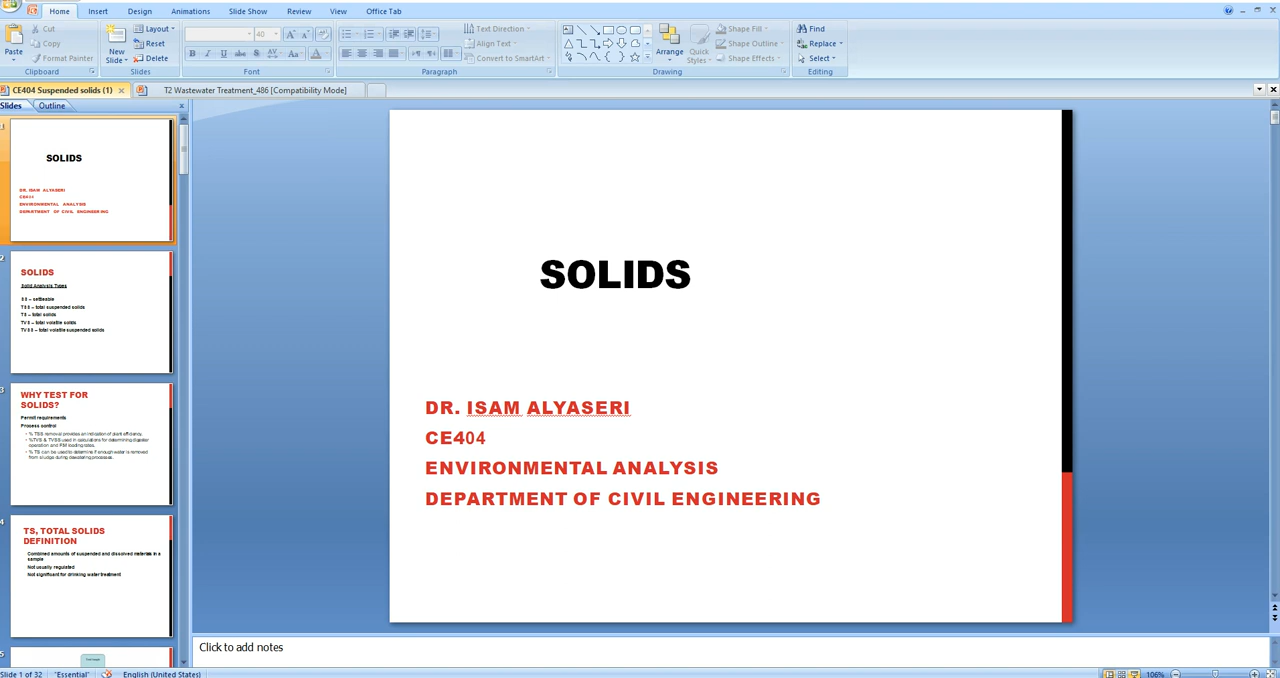 Home Insert Design Animations Slide Show Review View Office Tab
Cut
Copy
Format Painter
Paste
Clipboard
New
Slide
Layout
Reset
Delete
Slides
40
Font
Text Direction
Align Text
Convert to SmartArt
Paragraph
Arrange
Quick
Styles
Shape Fill
Shape Outline
Shape Effects
Drawing
Find
Replace
Select
Editing
CE404 Suspended solids (1)
T2 Wastewater Treatment_486 [Compatibility Mode]
Slides Outline
1
SOLIDS
DR. ISAM ALYASERI
CE404
ENVIRONMENTAL ANALYSIS
DEPARTMENT OF CIVIL ENGINEERING
2
SOLIDS
Solid Analysis Types
SS – settleable
TSS – total suspended solids
TS – total solids
TVS – total volatile solids
TVSS – total volatile suspended solids
3
WHY TEST FOR
SOLIDS?
Permit requirements
Process control
• % TSS removal provides an indication of plant efficiency.
• %TVS & TVSS used in calculations for determining digester
operation and F/M loading rates.
• % TS can be used to determine if enough water is removed
from sludge during dewatering processes.
4
TS, TOTAL SOLIDS
DEFINITION
Combined amounts of suspended and dissolved materials in a
sample
Not usually regulated
Not significant for drinking water treatment
5
SOLIDS
DR. ISAM ALYASERI
CE404
ENVIRONMENTAL ANALYSIS
DEPARTMENT OF CIVIL ENGINEERING
Click to add notes
Slide 1 of 32 "Essential" English (United States) 106%